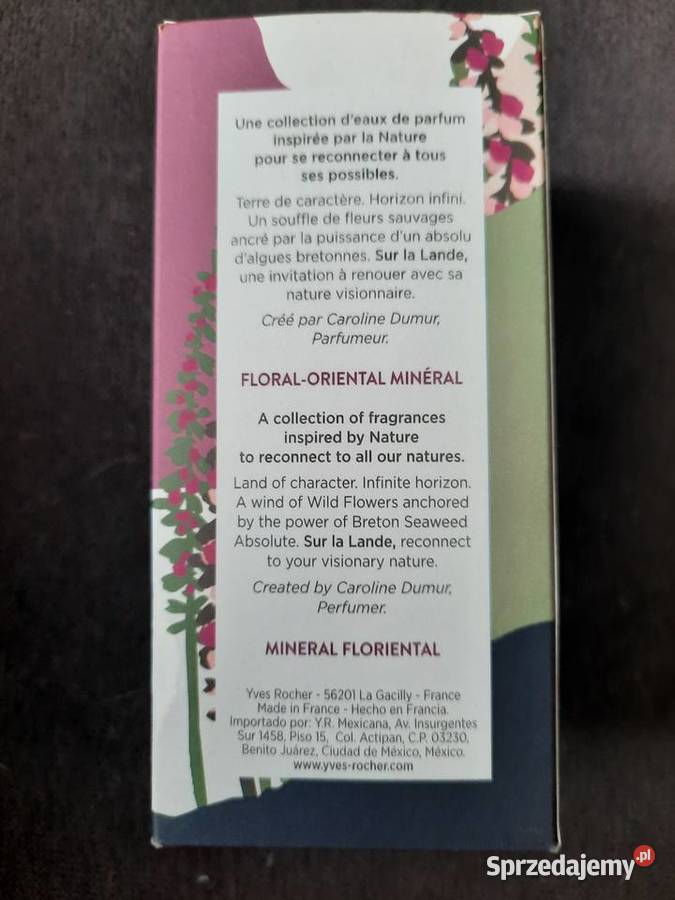 Une collection d'eaux de parfum
inspirée par la Nature
pour se reconnecter à tous
ses possibles.
Terre de caractère. Horizon infini.
Un souffle de fleurs sauvages
ancré par la puissance d'un absolu
d'algues bretonnes. Sur la Lande,
une invitation à renouer avec sa
nature visionnaire.
Créé par Caroline Dumur,
Parfumeur.
FLORAL-ORIENTAL MINÉRAL
A collection of fragrances
inspired by Nature
to reconnect to all our natures.
Land of character. Infinite horizon.
A wind of Wild Flowers anchored
by the power of Breton Seaweed
Absolute. Sur la Lande, reconnect
to your visionary nature.
Created by Caroline Dumur,
Perfumer.
MINERAL FLORIENTAL
Yves Rocher - 56201 La Gacilly - France
Made in France - Hecho en Francia.
Importado por: Y.R. Mexicana, Av. Insurgentes
Sur 1458, Piso 15, Col. Actipan, C.P. 03230,
Benito Juárez, Ciudad de México, México.
www.yves-rocher.com
Sprzedajemy.pl